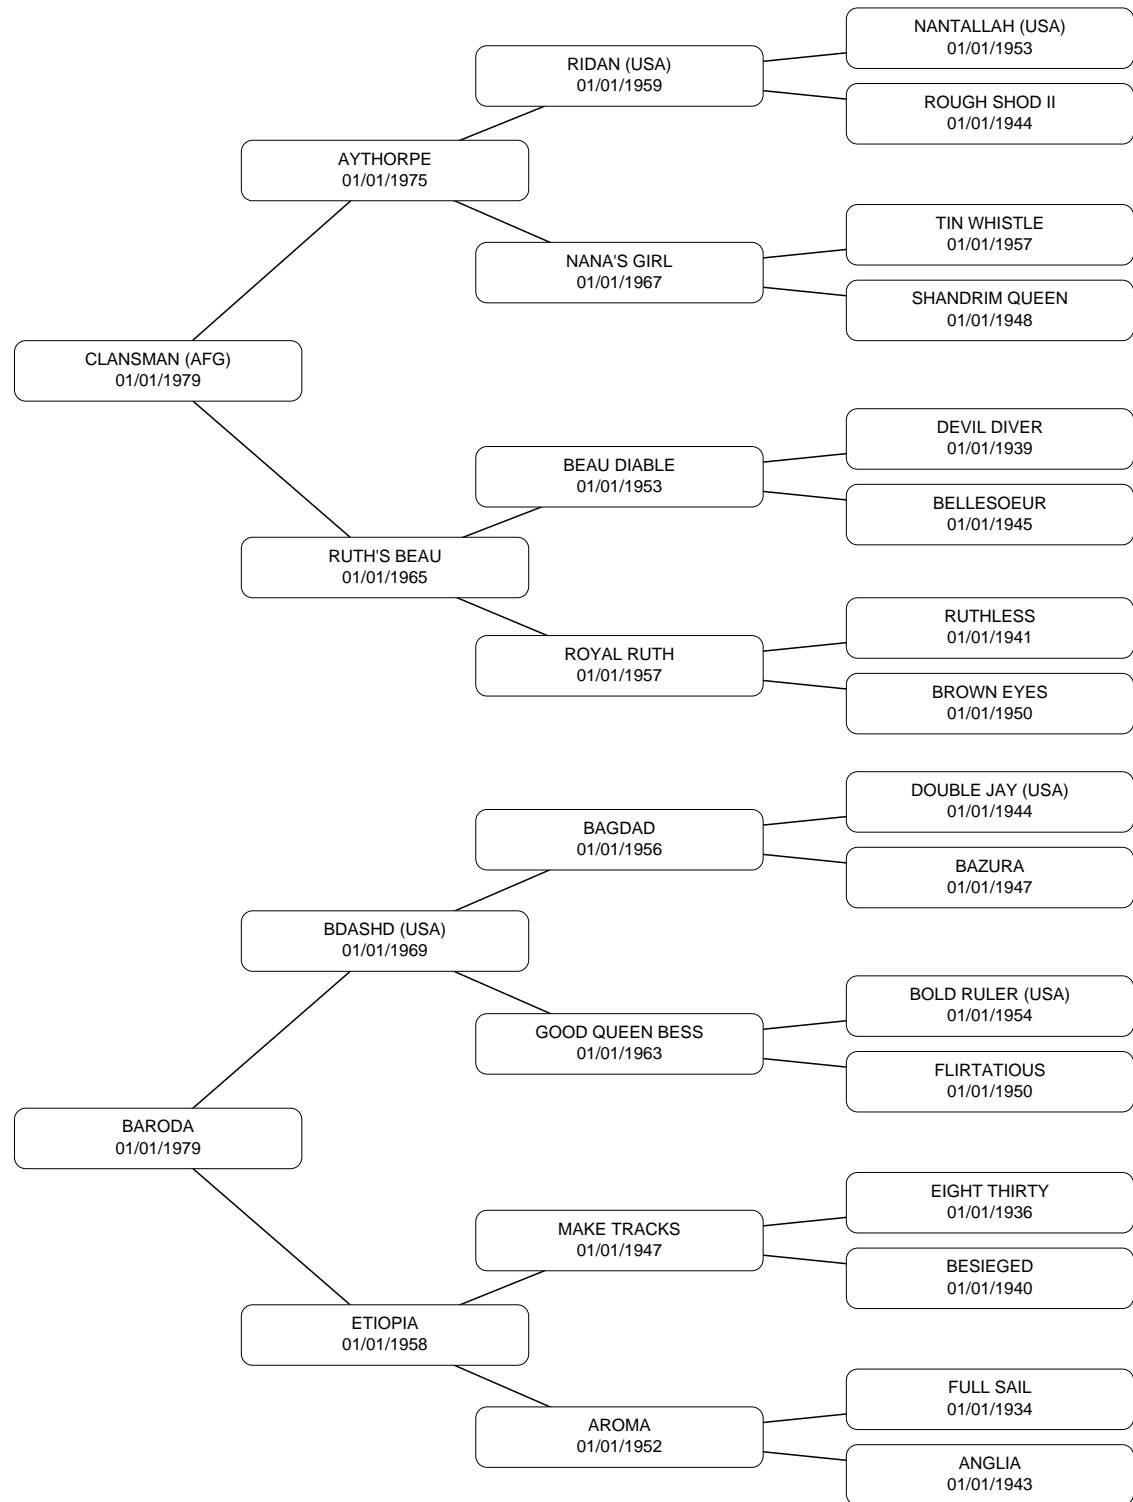 NANTALLAH (USA)
01/01/1953
RIDAN (USA)
01/01/1959
ROUGH SHOD II
01/01/1944
AYTHORPE
01/01/1975
TIN WHISTLE
01/01/1957
NANA'S GIRL
01/01/1967
SHANDRIM QUEEN
01/01/1948
CLANSMAN (AFG)
01/01/1979
DEVIL DIVER
01/01/1939
BEAU DIABLE
01/01/1953
BELLESOEUR
01/01/1945
RUTH'S BEAU
01/01/1965
RUTHLESS
01/01/1941
ROYAL RUTH
01/01/1957
BROWN EYES
01/01/1950
DOUBLE JAY (USA)
01/01/1944
BAGDAD
01/01/1956
BAZURA
01/01/1947
BDASHD (USA)
01/01/1969
BOLD RULER (USA)
01/01/1954
GOOD QUEEN BESS
01/01/1963
FLIRTATIOUS
01/01/1950
BARODA
01/01/1979
EIGHT THIRTY
01/01/1936
MAKE TRACKS
01/01/1947
BESIEGED
01/01/1940
ETIOPIA
01/01/1958
FULL SAIL
01/01/1934
AROMA
01/01/1952
ANGLIA
01/01/1943